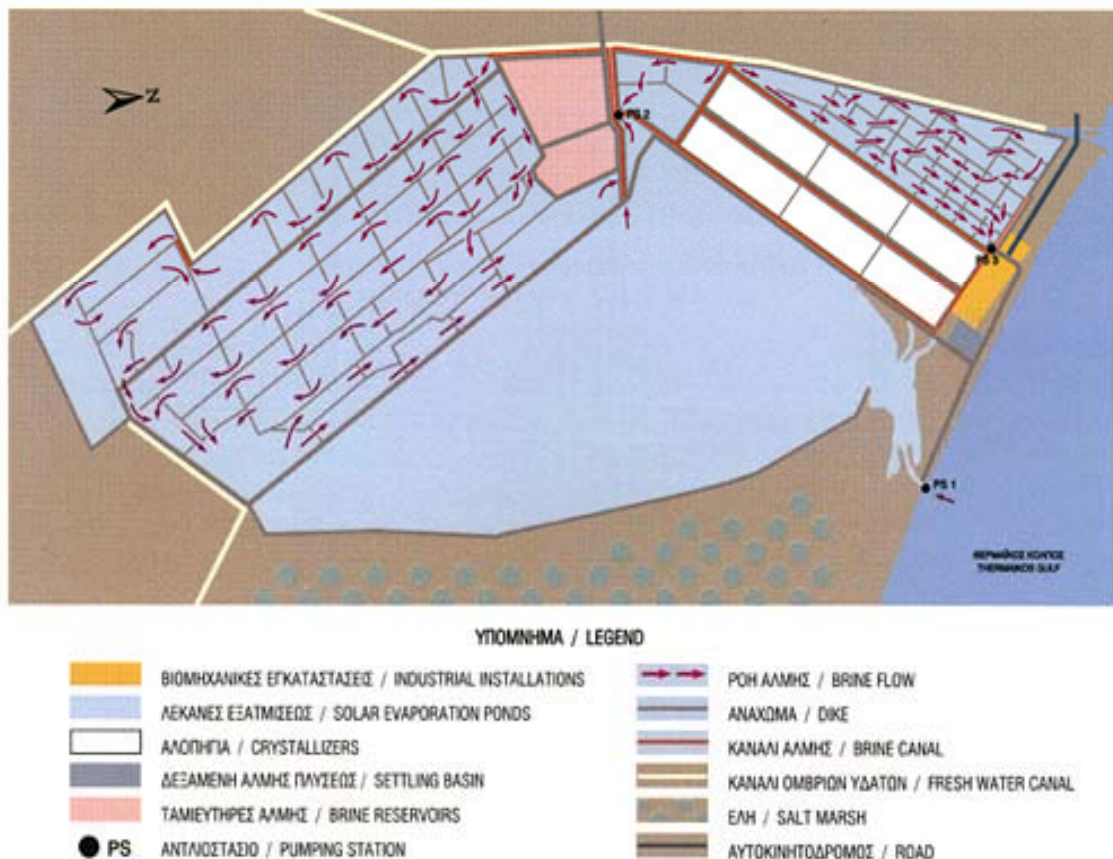 Z
PS 2
PS 3
PS 1
ΘΕΡΜΑΪΚΟΣ ΚΟΛΠΟΣ
THERMAIKOS GULF
ΥΠΟΜΝΗΜΑ / LEGEND
ΒΙΟΜΗΧΑΝΙΚΕΣ ΕΓΚΑΤΑΣΤΑΣΕΙΣ / INDUSTRIAL INSTALLATIONS
ΛΕΚΑΝΕΣ ΕΞΑΤΜΙΣΕΩΣ / SOLAR EVAPORATION PONDS
ΑΛΟΠΗΓΙΑ / CRYSTALLIZERS
ΔΕΞΑΜΕΝΗ ΑΛΜΗΣ ΠΛΥΣΕΩΣ / SETTLING BASIN
ΤΑΜΙΕΥΤΗΡΕΣ ΑΛΜΗΣ / BRINE RESERVOIRS
PS ΑΝΤΛΙΟΣΤΑΣΙΟ / PUMPING STATION
ΡΟΗ ΑΛΜΗΣ / BRINE FLOW
ΑΝΑΧΩΜΑ / DIKE
ΚΑΝΑΛΙ ΑΛΜΗΣ / BRINE CANAL
ΚΑΝΑΛΙ ΟΜΒΡΙΩΝ ΥΔΑΤΩΝ / FRESH WATER CANAL
ΕΛΗ / SALT MARSH
ΑΥΤΟΚΙΝΗΤΟΔΡΟΜΟΣ / ROAD